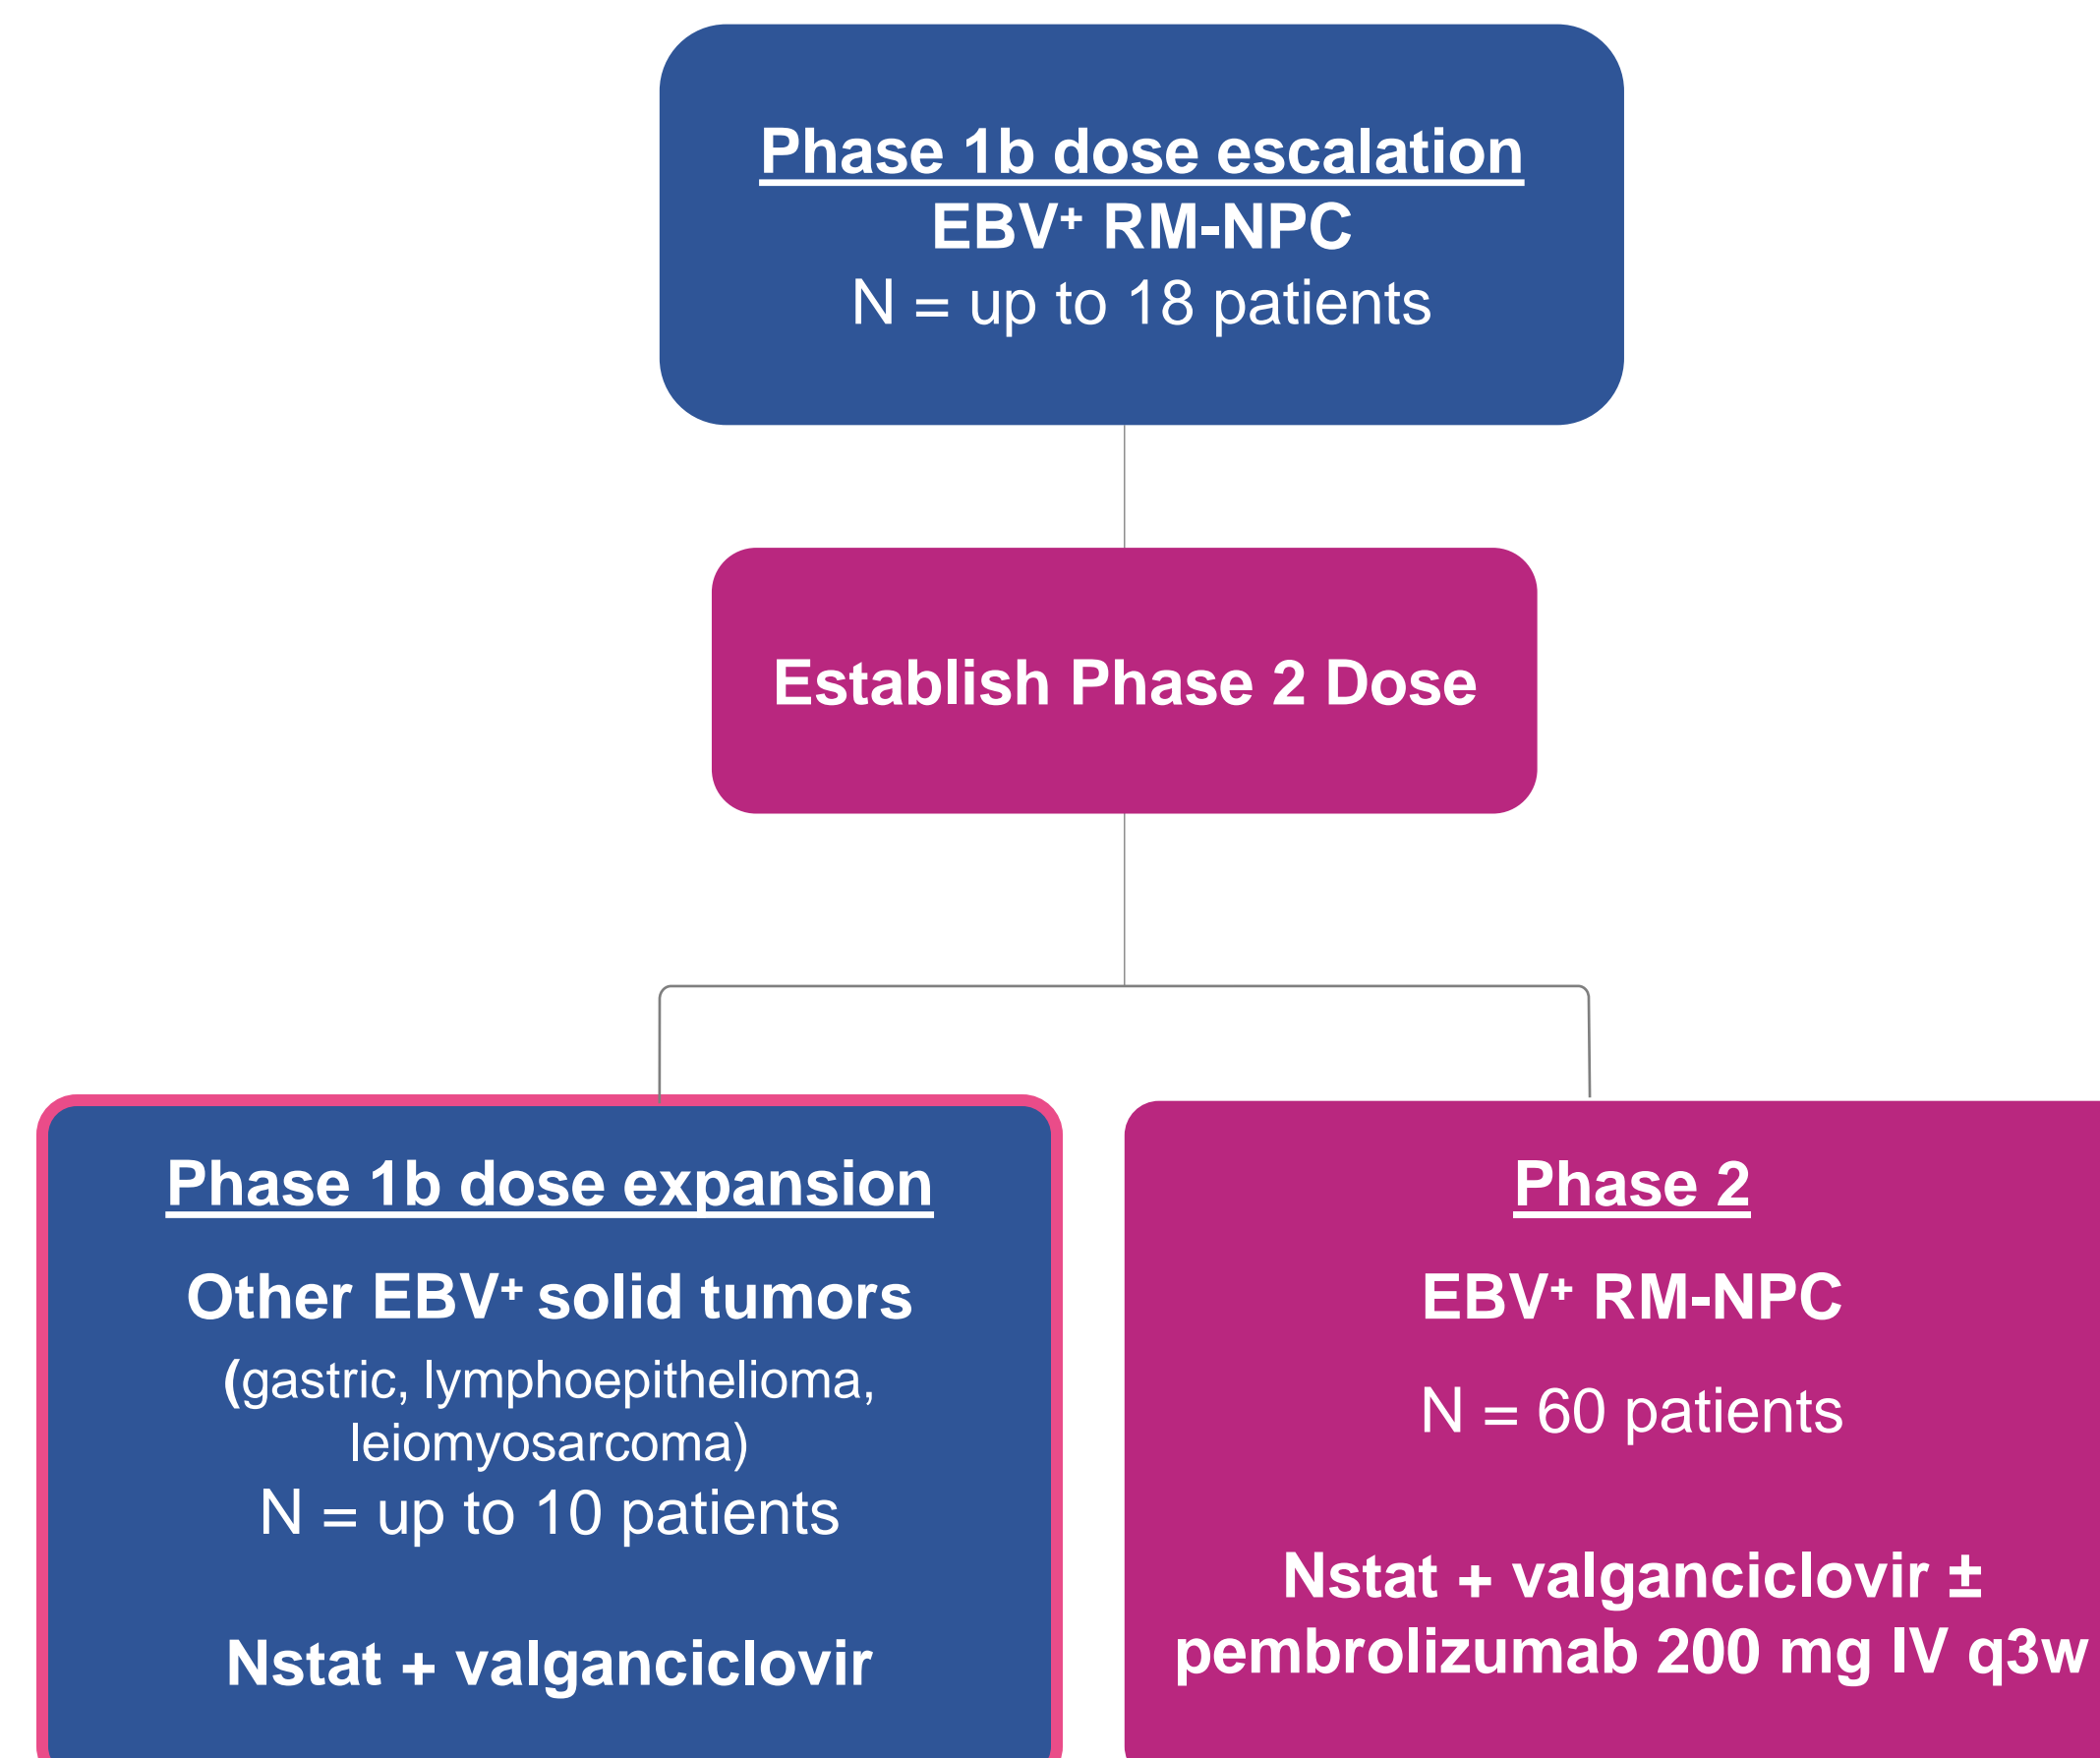 Phase 1b dose escalation
EBV⁺ RM-NPC
N = up to 18 patients
Establish Phase 2 Dose
Phase 1b dose expansion
Other EBV⁺ solid tumors
(gastric, lymphoepithelioma,
leiomyosarcoma)
N = up to 10 patients
Nstat + valganciclovir
Phase 2
EBV⁺ RM-NPC
N = 60 patients
Nstat + valganciclovir ±
pembrolizumab 200 mg IV q3w